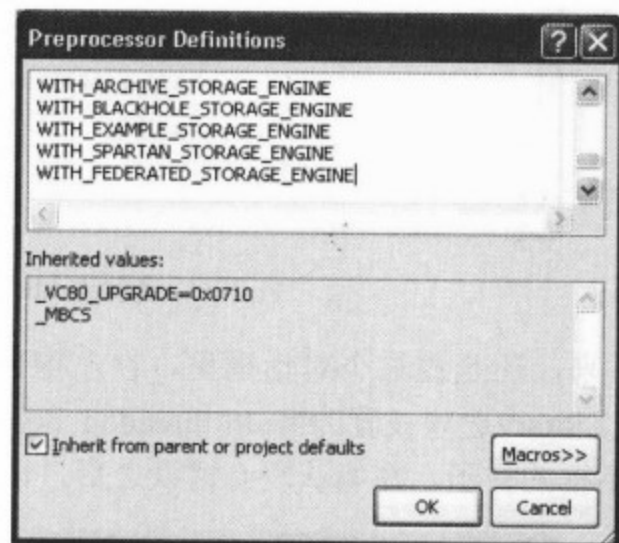 Preprocessor Definitions
WITH_ARCHIVE_STORAGE_ENGINE
WITH_BLACKHOLE_STORAGE_ENGINE
WITH_EXAMPLE_STORAGE_ENGINE
WITH_SPARTAN_STORAGE_ENGINE
WITH_FEDERATED_STORAGE_ENGINE
Inherited values:
_VC80_UPGRADE=0x0710
_MBCS
Inherit from parent or project defaults
Macros>>
OK
Cancel